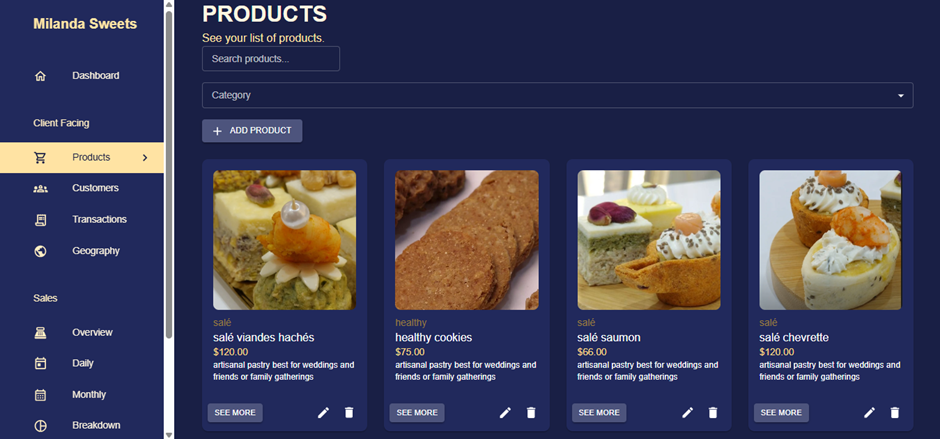 Milanda Sweets
Dashboard
Client Facing
Products
Customers
Transactions
Geography
Sales
Overview
Daily
Monthly
Breakdown
PRODUCTS
See your list of products.
Search products...
Category
ADD PRODUCT
salé
salé viandes hachés
$120.00
artisanal pastry best for weddings and
friends or family gatherings
SEE MORE
healthy
healthy cookies
$75.00
artisanal pastry best for weddings and
friends or family gatherings
SEE MORE
salé
salé saumon
$66.00
artisanal pastry best for weddings and
friends or family gatherings
SEE MORE
salé
salé chevrette
$120.00
artisanal pastry best for weddings and
friends or family gatherings
SEE MORE